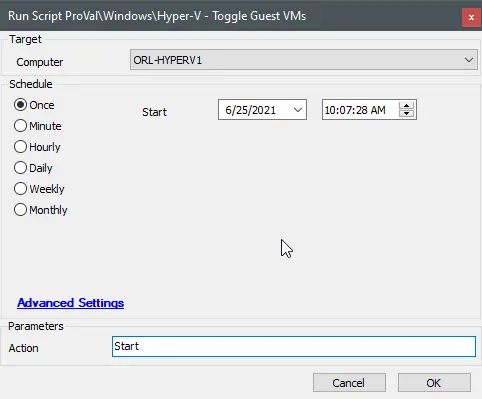 Run Script ProVal\Windows\Hyper-V - Toggle Guest VMs
x
Target
Computer
ORL-HYPERV1
Schedule
Once
Start
6/25/2021
10:07:28 AM
Minute
Hourly
Daily
Weekly
Monthly
Advanced Settings
Parameters
Action
Start
Cancel
OK